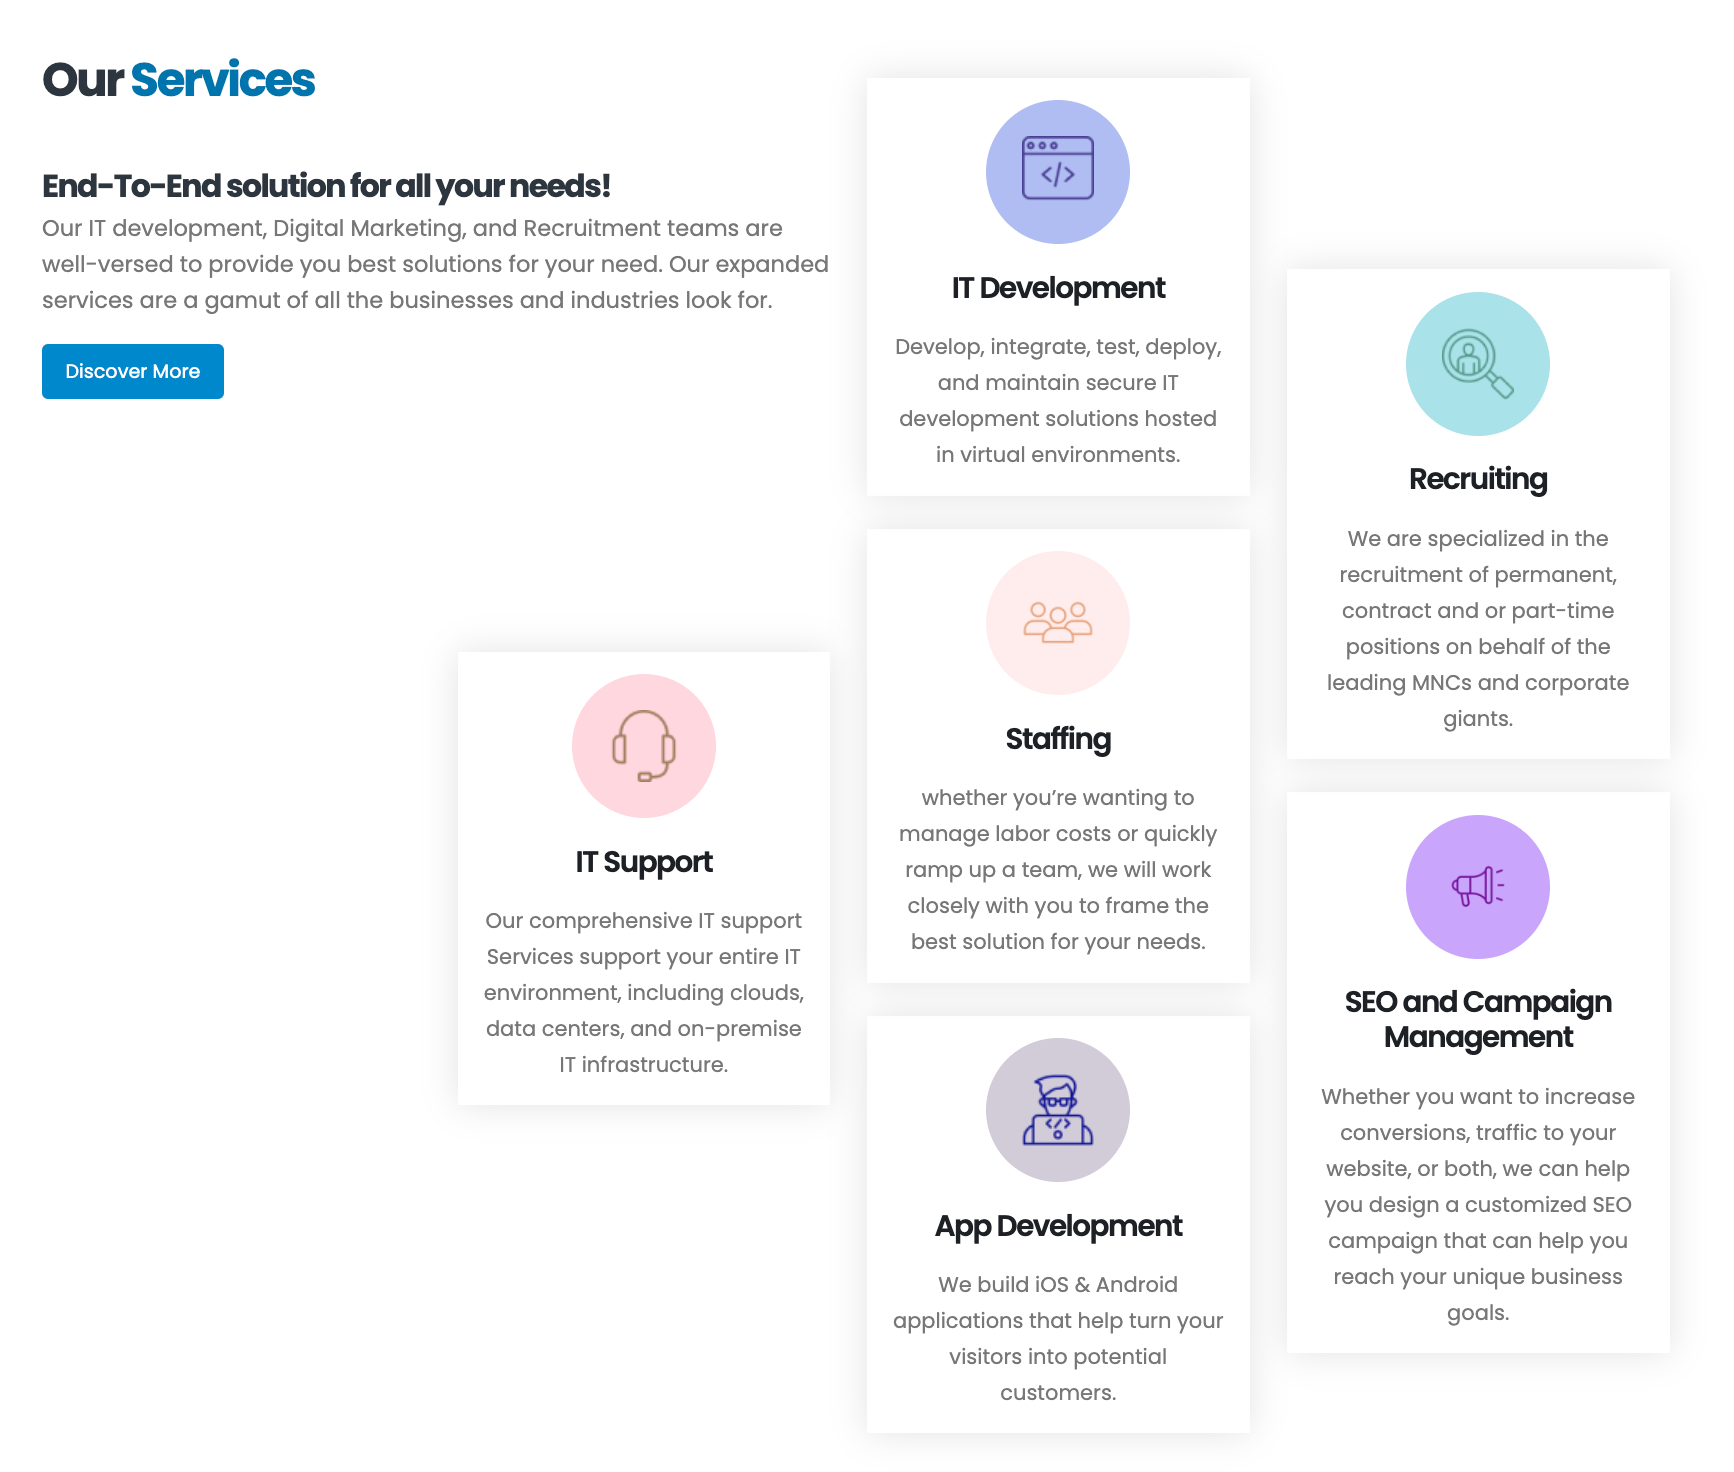 Our Services
End-To-End solution for all your needs!
Our IT development, Digital Marketing, and Recruitment teams are
well-versed to provide you best solutions for your need. Our expanded
services are a gamut of all the businesses and industries look for.
Discover More
IT Support
Our comprehensive IT support
Services support your entire IT
environment, including clouds,
data centers, and on-premise
IT infrastructure.
IT Development
Develop, integrate, test, deploy,
and maintain secure IT
development solutions hosted
in virtual environments.
Staffing
whether you’re wanting to
manage labor costs or quickly
ramp up a team, we will work
closely with you to frame the
best solution for your needs.
App Development
We build iOS & Android
applications that help turn your
visitors into potential
customers.
Recruiting
We are specialized in the
recruitment of permanent,
contract and or part-time
positions on behalf of the
leading MNCs and corporate
giants.
SEO and Campaign
Management
Whether you want to increase
conversions, traffic to your
website, or both, we can help
you design a customized SEO
campaign that can help you
reach your unique business
goals.